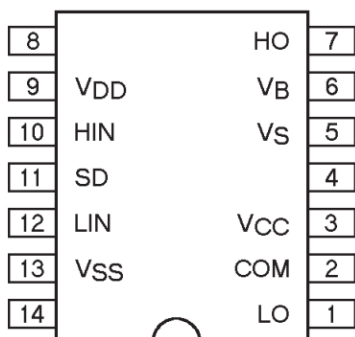 8 HO 7
9 VDD VB 6
10 HIN VS 5
11 SD 4
12 LIN VCC 3
13 VSS COM 2
14 LO 1